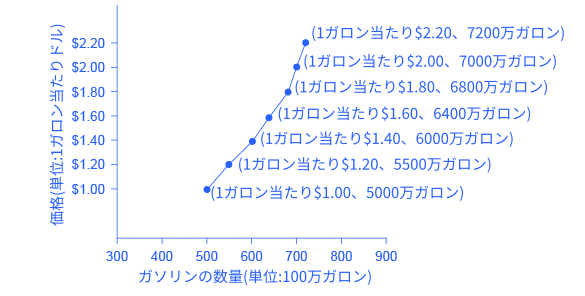 価格(単位:1ガロン当たりドル)
$2.20
$2.00
$1.80
$1.60
$1.40
$1.20
$1.00
(1ガロン当たり$2.20、7200万ガロン)
(1ガロン当たり$2.00、7000万ガロン)
(1ガロン当たり$1.80、6800万ガロン)
(1ガロン当たり$1.60、6400万ガロン)
(1ガロン当たり$1.40、6000万ガロン)
(1ガロン当たり$1.20、5500万ガロン)
(1ガロン当たり$1.00、5000万ガロン)
300 400 500 600 700 800 900
ガソリンの数量(単位:100万ガロン)